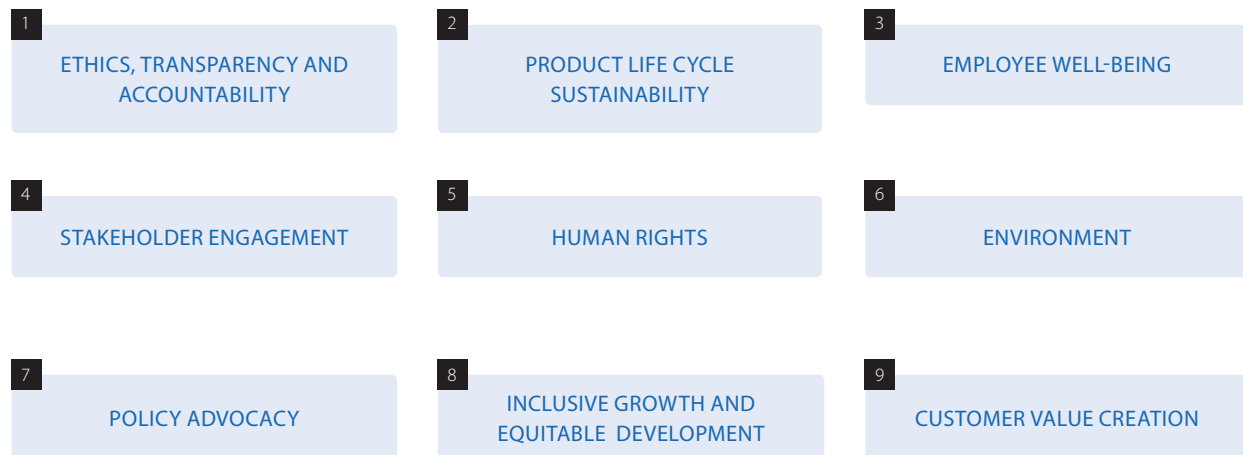 1
ETHICS, TRANSPARENCY AND
ACCOUNTABILITY
2
PRODUCT LIFE CYCLE
SUSTAINABILITY
3
EMPLOYEE WELL-BEING
4
STAKEHOLDER ENGAGEMENT
5
HUMAN RIGHTS
6
ENVIRONMENT
7
POLICY ADVOCACY
8
INCLUSIVE GROWTH AND
EQUITABLE DEVELOPMENT
9
CUSTOMER VALUE CREATION